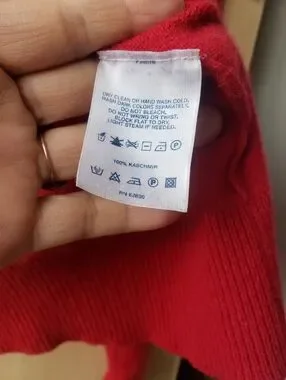 DRY CLEAN OR HAND WASH COLD.
WASH DARK COLORS SEPARATELY.
DO NOT BLEACH.
DO NOT WRING OR TWIST.
BLOCK FLAT TO DRY.
LIGHT STEAM IF NEEDED.
100% KASCHMIR